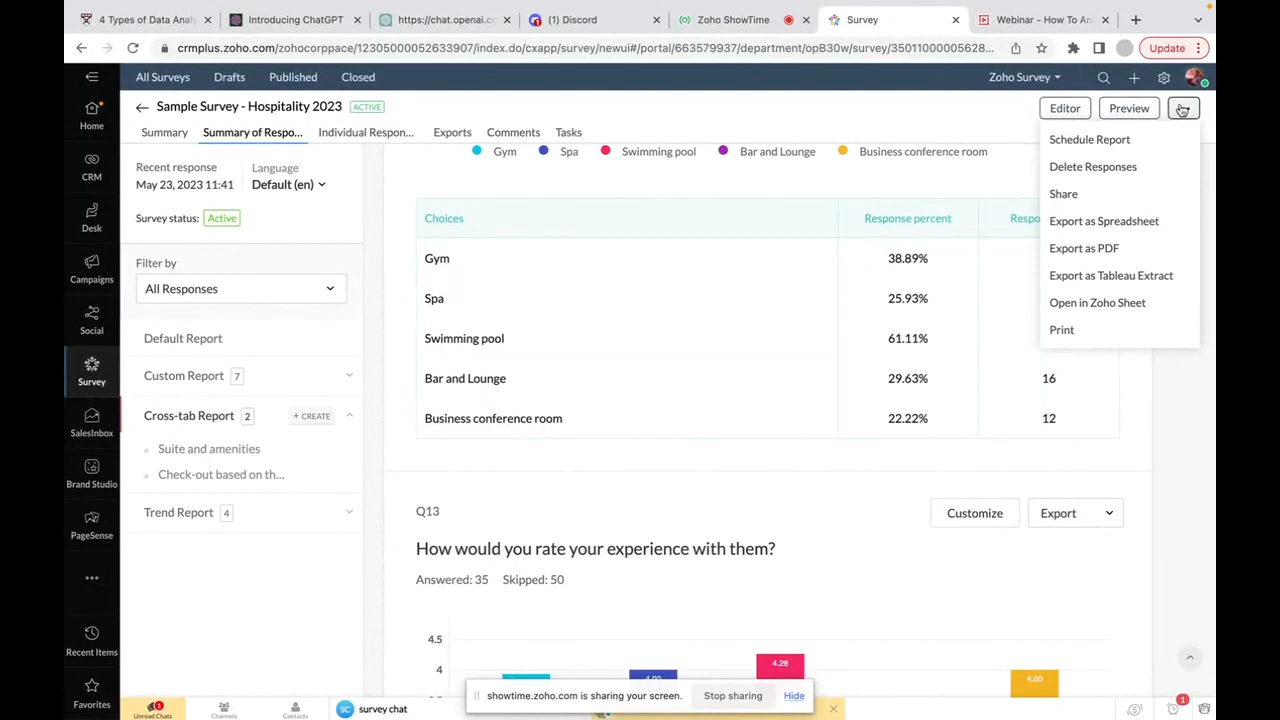 4 Types of Data Anal
Introducing ChatGPT
https://chat.openai.co
(1) Discord
Zoho ShowTime
Survey
Webinar - How To An
crmplus.zoho.com/zohocorppace/12305000052633907/index.do/cxapp/survey/newui#/portal/663579937/department/opB30w/survey/35011000005628...
Update
All Surveys
Drafts
Published
Closed
Zoho Survey
Sample Survey - Hospitality 2023
ACTIVE
Editor
Preview
Summary
Summary of Respo...
Individual Respon...
Exports
Comments
Tasks
Home
CRM
Desk
Campaigns
Social
Survey
SalesInbox
Brand Studio
PageSense
Recent Items
Favorites
Recent response
May 23, 2023 11:41
Language
Default (en)
Survey status: Active
Filter by
All Responses
Default Report
Custom Report 7
Cross-tab Report 2
+ CREATE
Suite and amenities
Check-out based on th...
Trend Report 4
Gym
Spa
Swimming pool
Bar and Lounge
Business conference room
Schedule Report
Delete Responses
Share
Export as Spreadsheet
Export as PDF
Export as Tableau Extract
Open in Zoho Sheet
Print
Choices Response percent Respo
Gym 38.89%
Spa 25.93%
Swimming pool 61.11%
Bar and Lounge 29.63% 16
Business conference room 22.22% 12
Q13
Customize
Export
How would you rate your experience with them?
Answered: 35 Skipped: 50
4.5
4
4.00
4.26
4.00
showtime.zoho.com is sharing your screen.
Stop sharing
Hide
1
Unread Chats
Channels
Contacts
SC survey chat
1